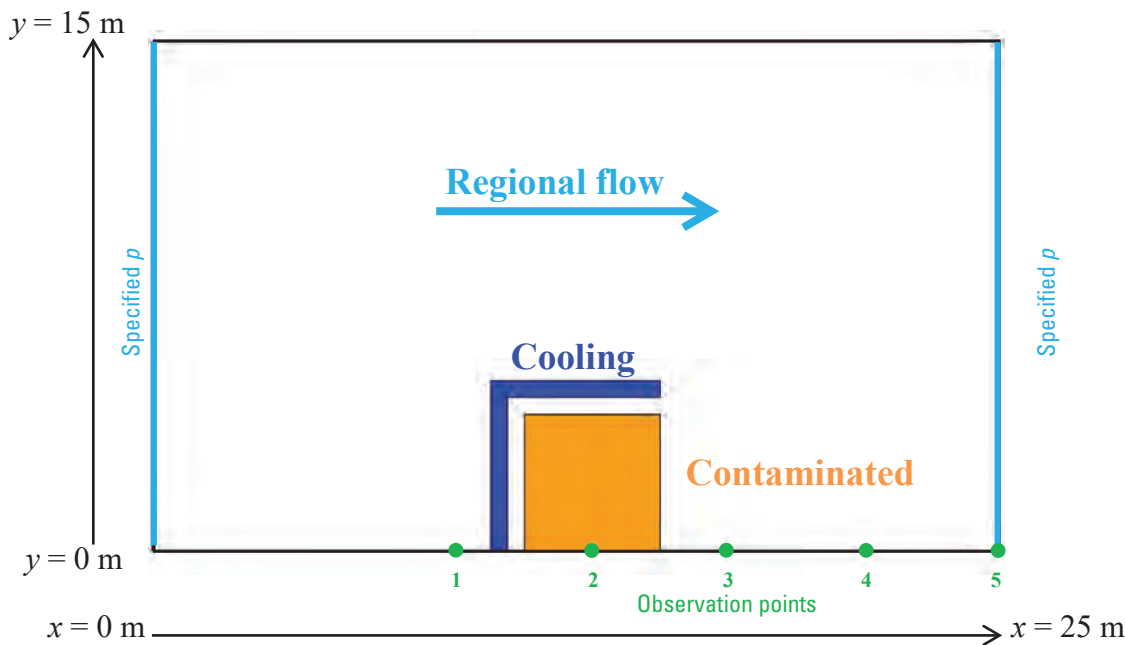 y = 15 m
Regional flow
Specified p
Specified p
Cooling
Contaminated
y = 0 m
1 2 3 4 5
Observation points
x = 0 m x = 25 m